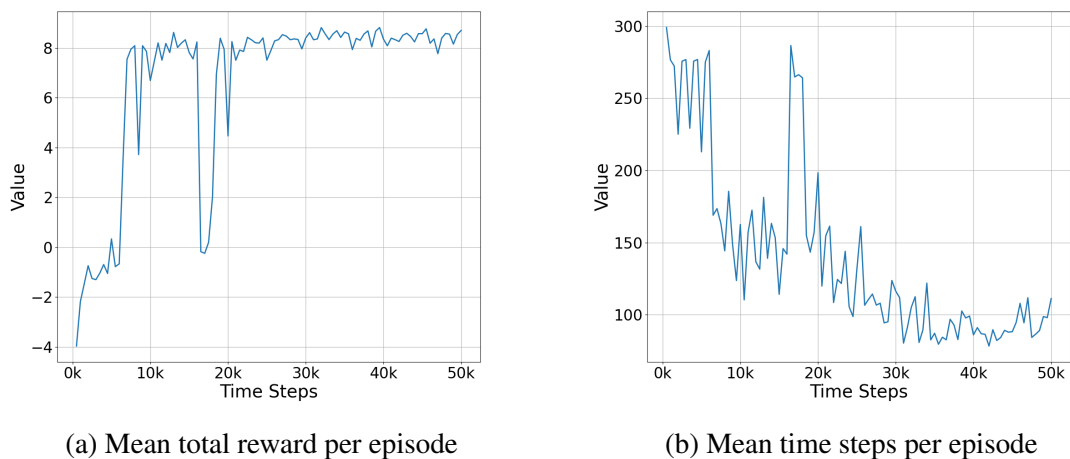 8
6
4
2
0
−2
−4
Value
0k 10k 20k 30k 40k 50k
Time Steps
(a) Mean total reward per episode
300
250
200
150
100
Value
0k 10k 20k 30k 40k 50k
Time Steps
(b) Mean time steps per episode